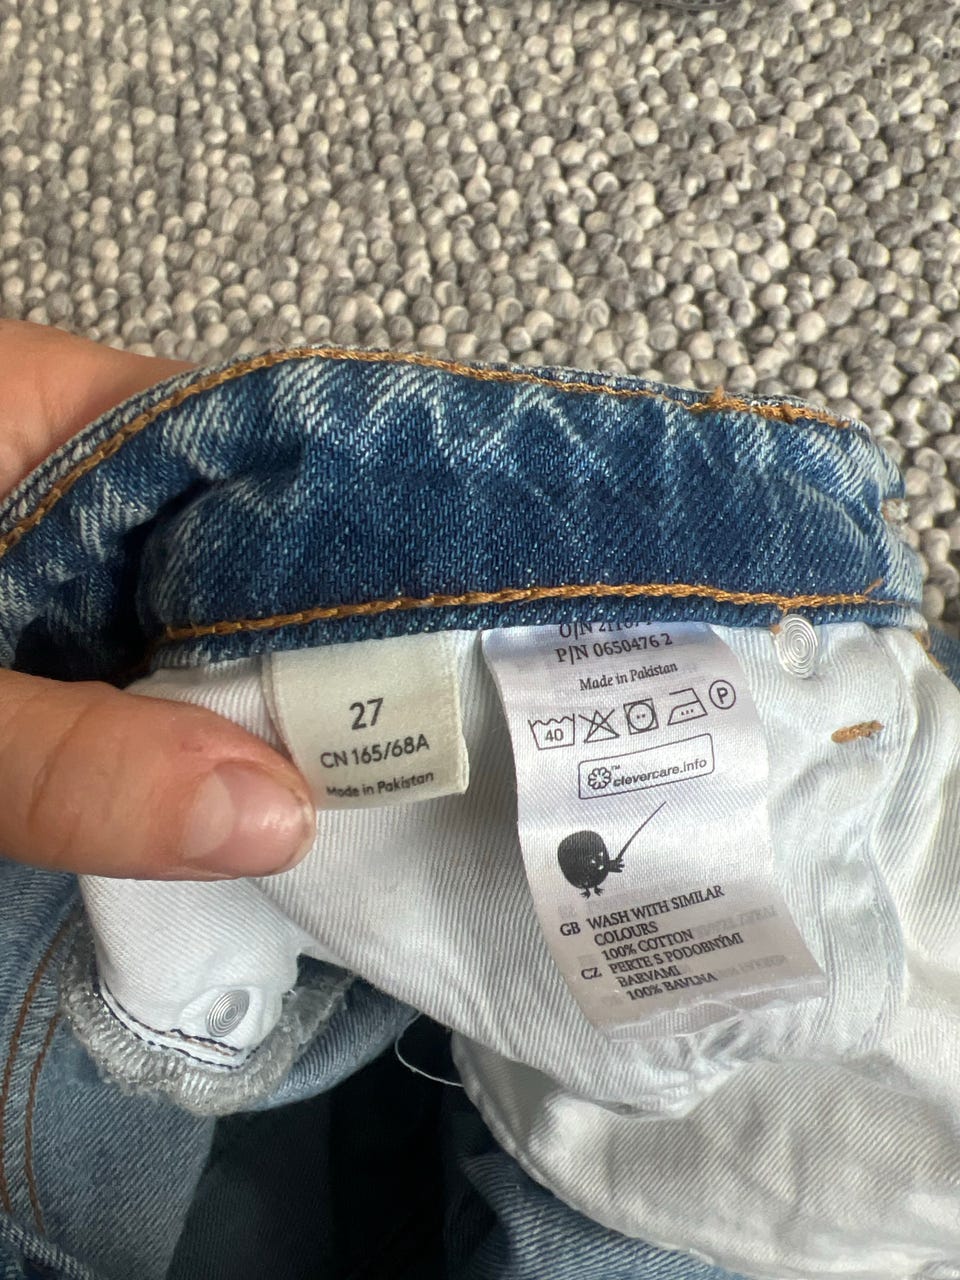 27
CN 165/68A
Made in Pakistan
O/N
P/N 0650476 2
Made in Pakistan
40
P
clevercare.info
GB WASH WITH SIMILAR
COLOURS
100% COTTON
CZ PERTE S PODOBNÝMI
BARVAMI
100% BAVLNA